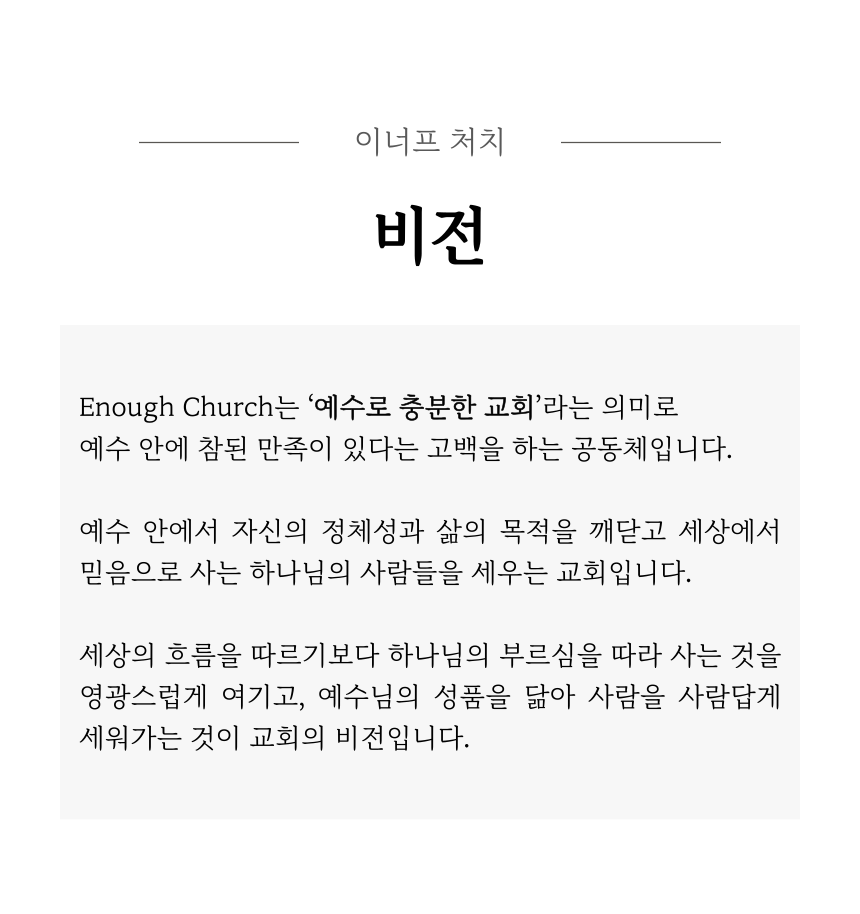 이너프 처치
비전
Enough Church는 ‘예수로 충분한 교회’라는 의미로
예수 안에 참된 만족이 있다는 고백을 하는 공동체입니다.
예수 안에서 자신의 정체성과 삶의 목적을 깨닫고 세상에서
믿음으로 사는 하나님의 사람들을 세우는 교회입니다.
세상의 흐름을 따르기보다 하나님의 부르심을 따라 사는 것을
영광스럽게 여기고, 예수님의 성품을 닮아 사람을 사람답게
세워가는 것이 교회의 비전입니다.